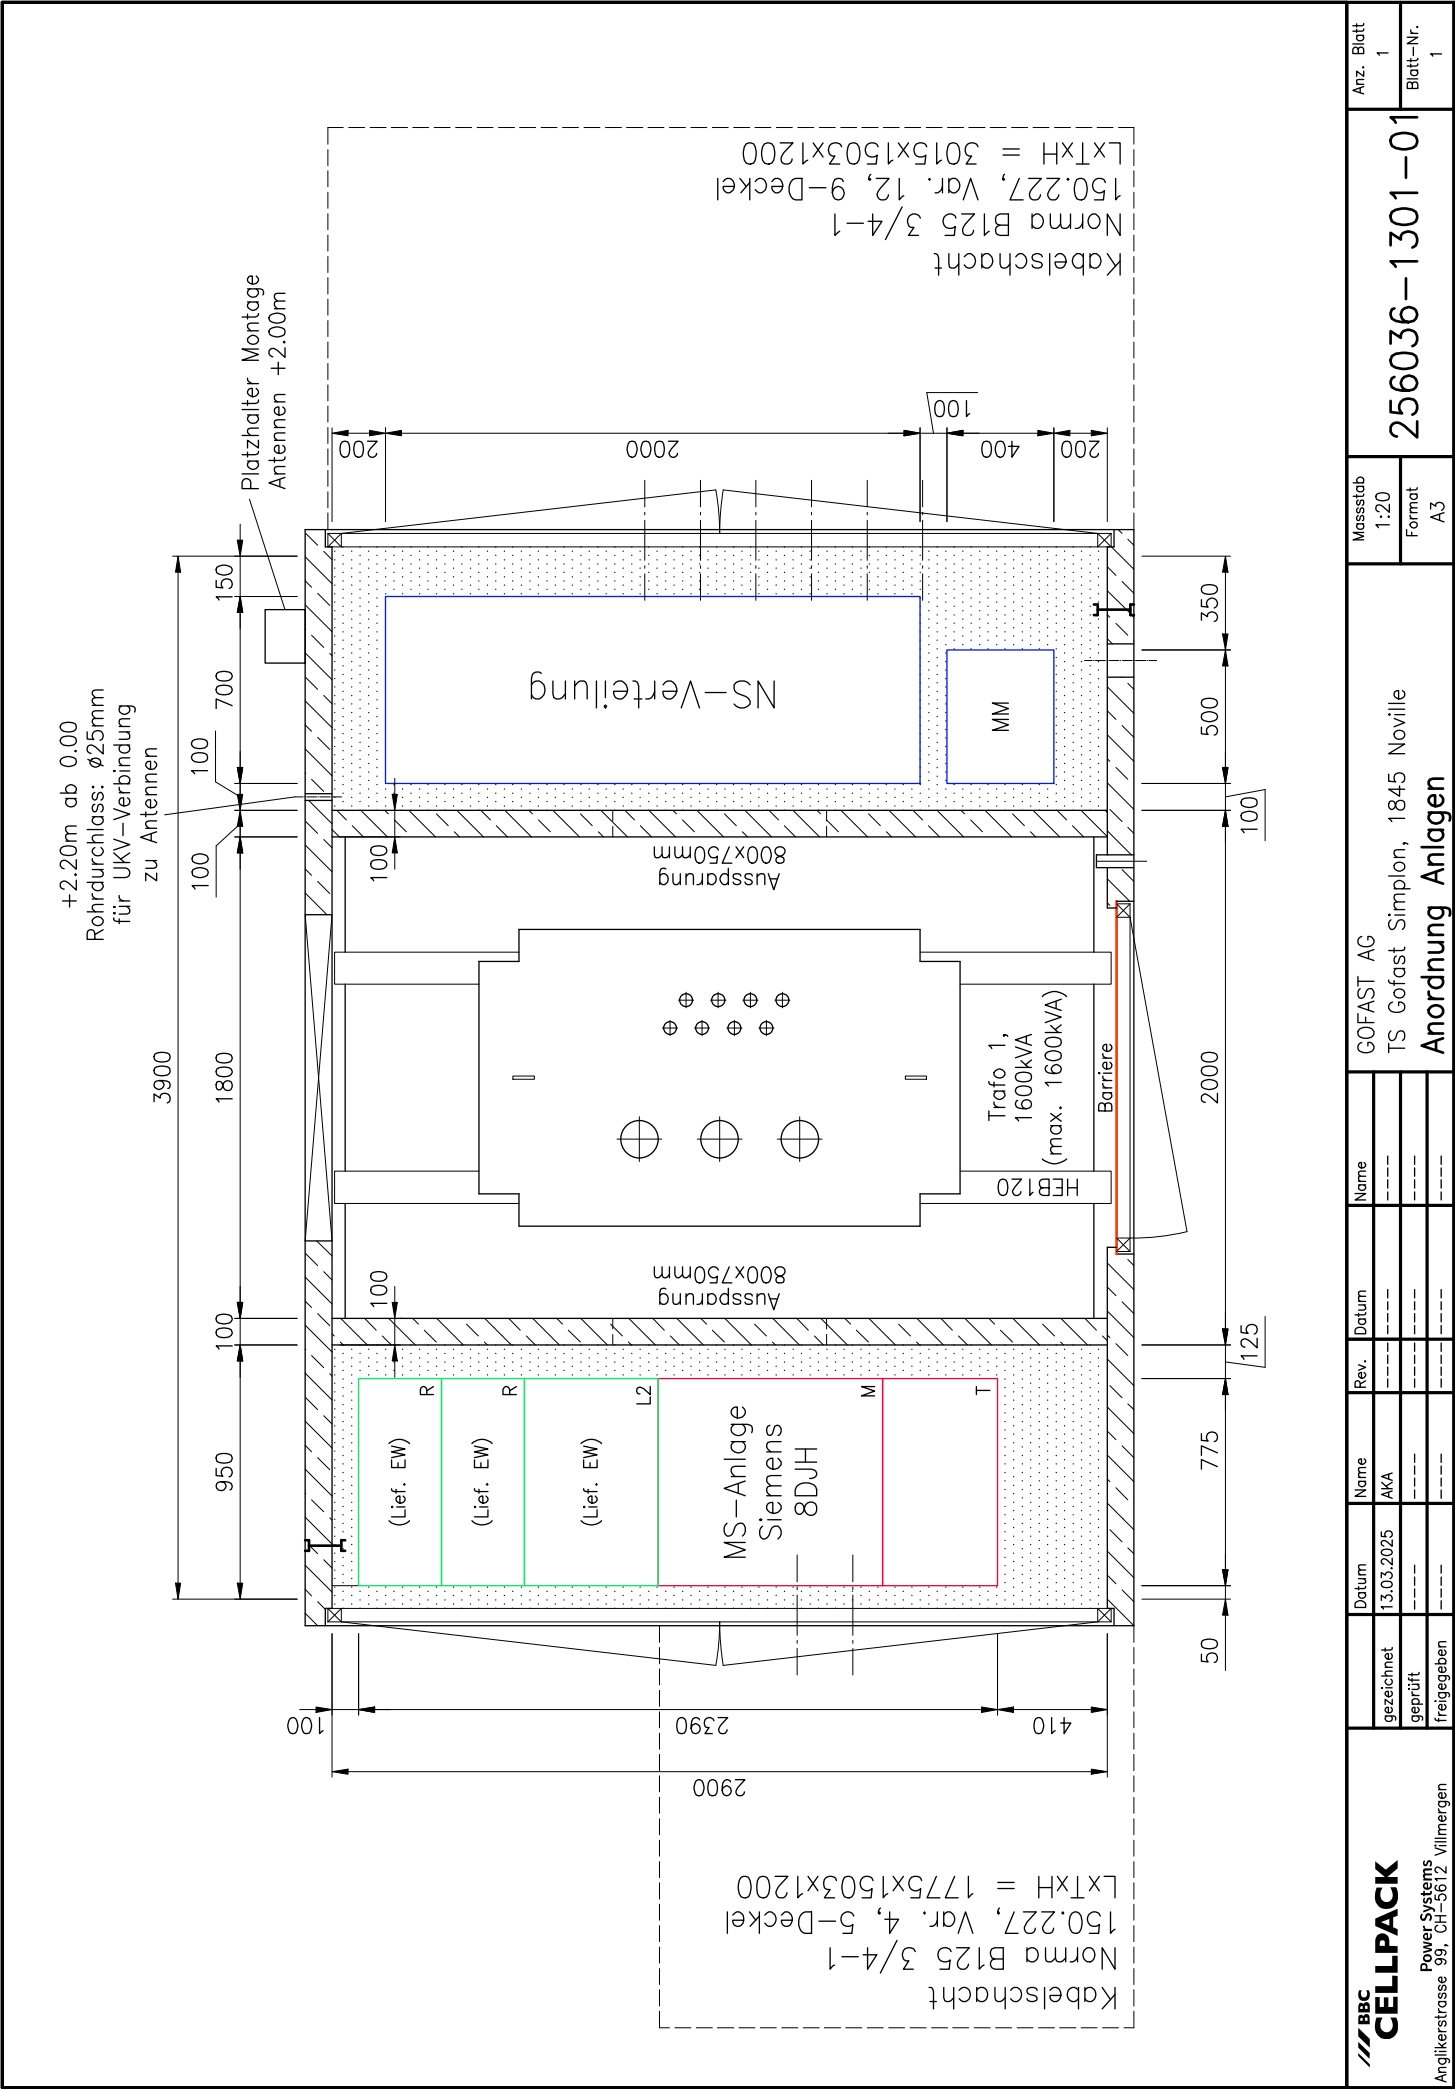 Kabelschacht
Norma B125 3/4-1
150.227, Var. 4, 5-Deckel
LxTxH = 1775x1503x1200
Kabelschacht
Norma B125 3/4-1
150.227, Var. 12, 9-Deckel
LxTxH = 3015x1503x1200
+2.20m ab 0.00
Rohrdurchlass: ø25mm
für UKV-Verbindung
zu Antennen
Platzhalter Montage
Antennen +2.00m
3900
950
100
1800
100
100
700
150
2900
100
2390
410
200
2000
100
400
200
50
775
125
2000
100
500
350
100
100
(Lief. EW)
R
(Lief. EW)
R
(Lief. EW)
L2
MS-Anlage
Siemens
8DJH
M
T
Aussparung
800x750mm
Aussparung
800x750mm
HEB120
Trafo 1,
1600kVA
(max. 1600kVA)
Barriere
NS-Verteilung
MM
BBC
CELLPACK
Power Systems
Anglikerstrasse 99, CH-5612 Villmergen
Datum Name Rev. Datum Name
gezeichnet 13.03.2025 AKA ----- ----- ----
geprüft ---- ---- ----- ----- ----
freigegeben ---- ---- ----- ----- ----
GOFAST AG
TS Gofast Simplon, 1845 Noville
Anordnung Anlagen
Massstab
1:20
Format
A3
256036-1301-01
Anz. Blatt
1
Blatt-Nr.
1